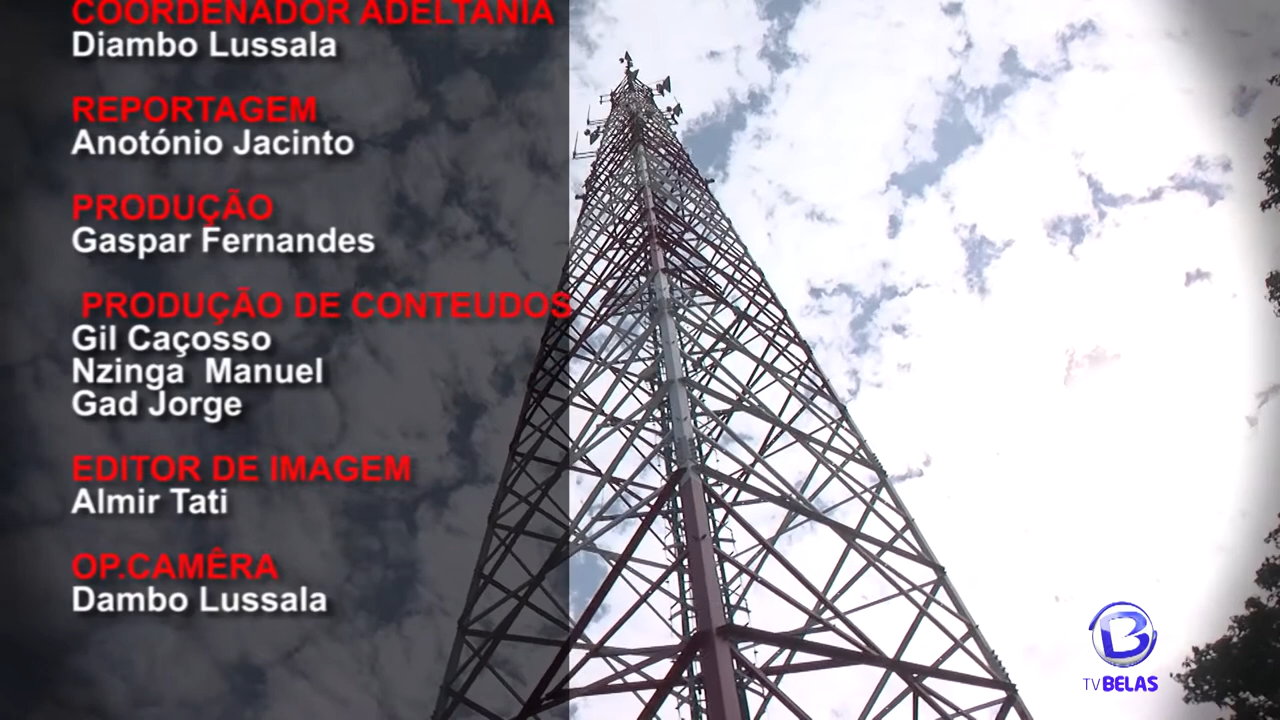 COORDENADOR ADELTANIA
Diambo Lussala
REPORTAGEM
Anotónio Jacinto
PRODUÇÃO
Gaspar Fernandes
PRODUÇÃO DE CONTEUDOS
Gil Caçosso
Nzinga Manuel
Gad Jorge
EDITOR DE IMAGEM
Almir Tati
OP.CAMÊRA
Dambo Lussala
B
TV BELAS